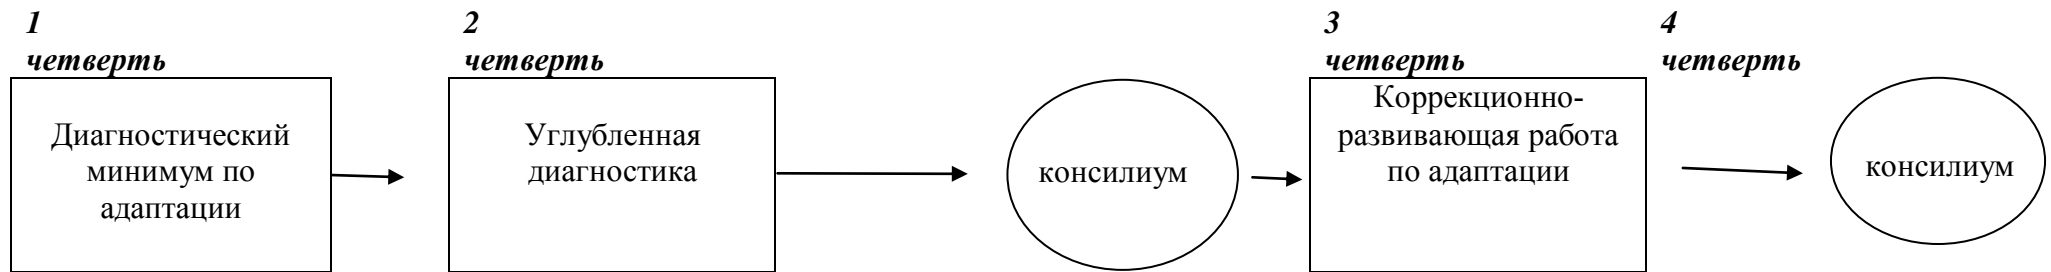 1
четверть
2
четверть
3
четверть
4
четверть
Диагностический
минимум по
адаптации
Углубленная
диагностика
консилиум
Коррекционно-
развивающая работа
по адаптации
консилиум